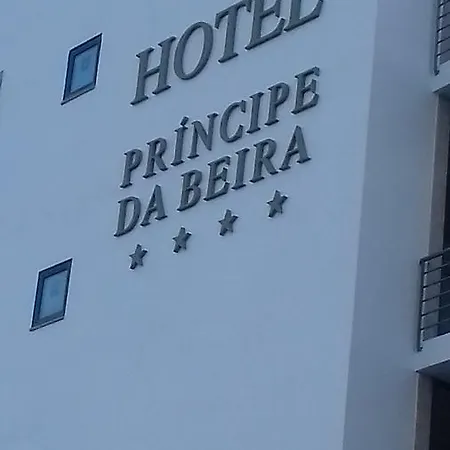 HOTEL
PRÍNCIPE
DA BEIRA